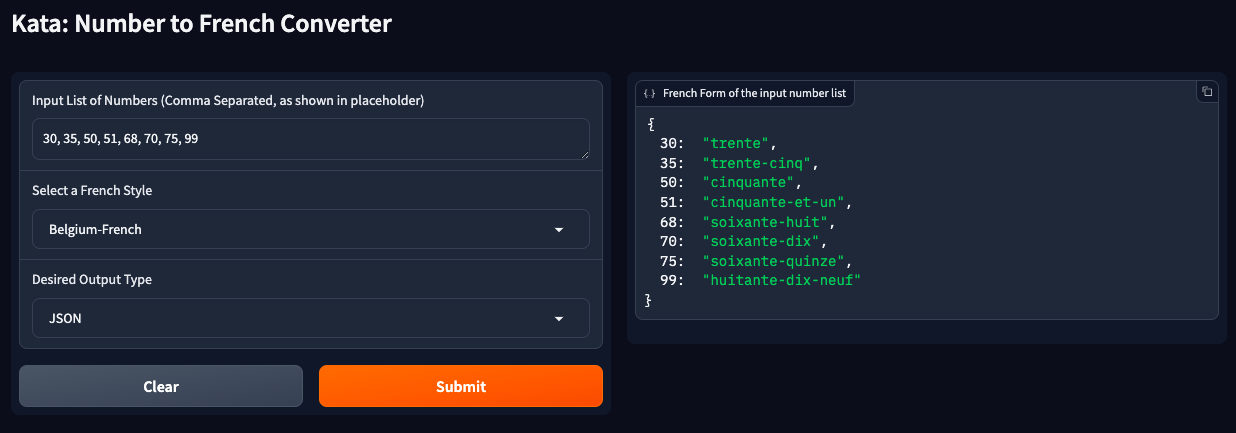 Kata: Number to French Converter
Input List of Numbers (Comma Separated, as shown in placeholder)
30, 35, 50, 51, 68, 70, 75, 99
Select a French Style
Belgium-French
Desired Output Type
JSON
Clear
Submit
{ } French Form of the input number list
{
30: "trente",
35: "trente-cinq",
50: "cinquante",
51: "cinquante-et-un",
68: "soixante-huit",
70: "soixante-dix",
75: "soixante-quinze",
99: "huitante-dix-neuf"
}